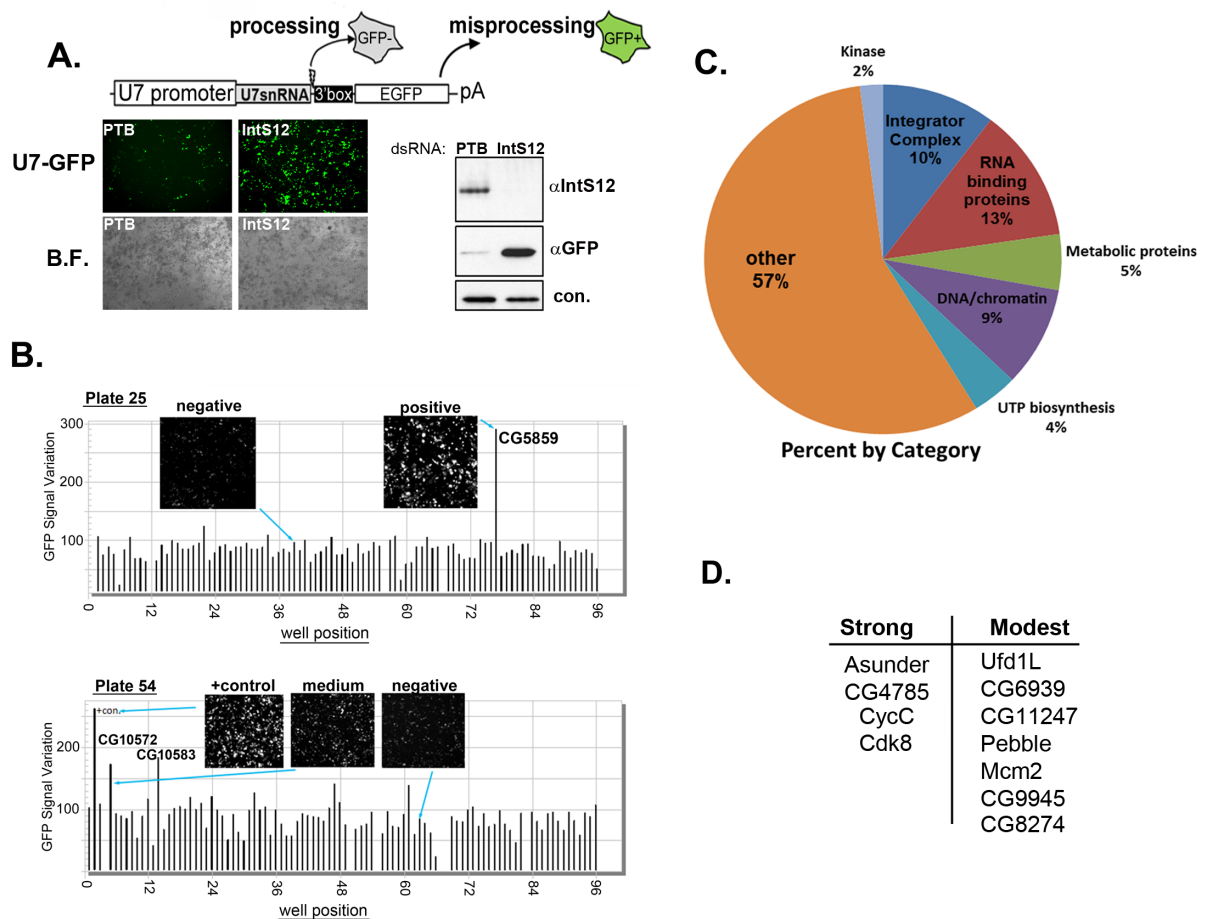 A.
processing
misprocessing
GFP-
GFP+
U7 promoter
U7snRNA
3'box
EGFP
pA
PTB
IntS12
U7-GFP
PTB
IntS12
B.F.
dsRNA: PTB IntS12
αIntS12
αGFP
con.
B.
Plate 25
negative
positive
CG5859
GFP Signal Variation
300
200
100
0 12 24 36 48 60 72 84 96
well position
Plate 54
+control
medium
negative
+con.
CG10572
CG10583
GFP Signal Variation
200
100
0 12 24 36 48 60 72 84 96
well position
C.
Kinase
2%
Integrator
Complex
10%
RNA
binding
proteins
13%
Metabolic proteins
5%
DNA/chromatin
9%
UTP biosynthesis
4%
other
57%
Percent by Category
D.
Strong Modest
Asunder Ufd1L
CG4785 CG6939
CycC CG11247
Cdk8 Pebble
Mcm2
CG9945
CG8274